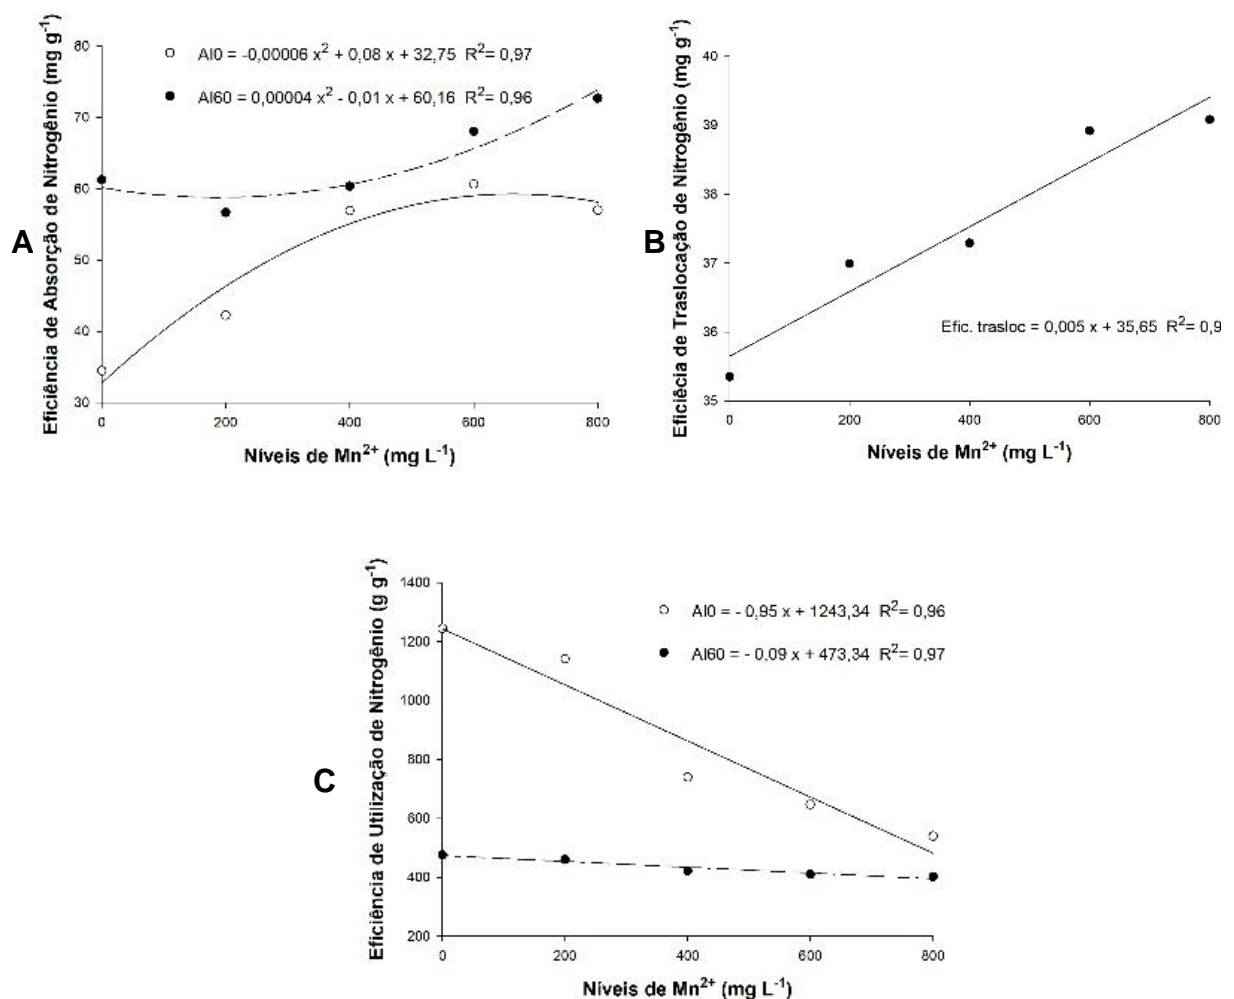 A
Eficiência de Absorção de Nitrogênio (mg g⁻¹)
80
70
60
50
40
30
Al0 = -0,00006 x² + 0,08 x + 32,75 R²= 0,97
Al60 = 0,00004 x² - 0,01 x + 60,16 R²= 0,96
0 200 400 600 800
Níveis de Mn²⁺ (mg L⁻¹)
B
Eficiêcia de Traslocação de Nitrogênio (mg g⁻¹)
40
39
38
37
36
35
Efic. trasloc = 0,005 x + 35,65 R²= 0,9
0 200 400 600 800
Níveis de Mn²⁺ (mg L⁻¹)
C
Eficiência de Utilização de Nitrogênio (g g⁻¹)
1400
1200
1000
800
600
400
200
Al0 = - 0,95 x + 1243,34 R²= 0,96
Al60 = - 0,09 x + 473,34 R²= 0,97
0 200 400 600 800
Níveis de Mn²⁺ (mg L⁻¹)